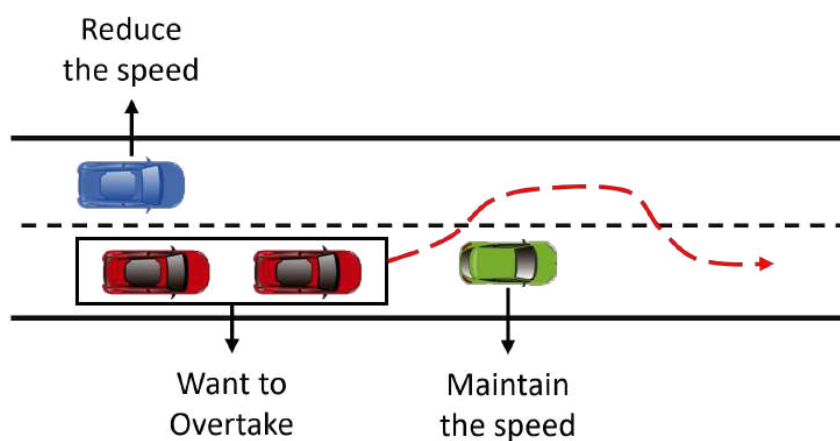 Reduce
the speed
Want to
Overtake
Maintain
the speed